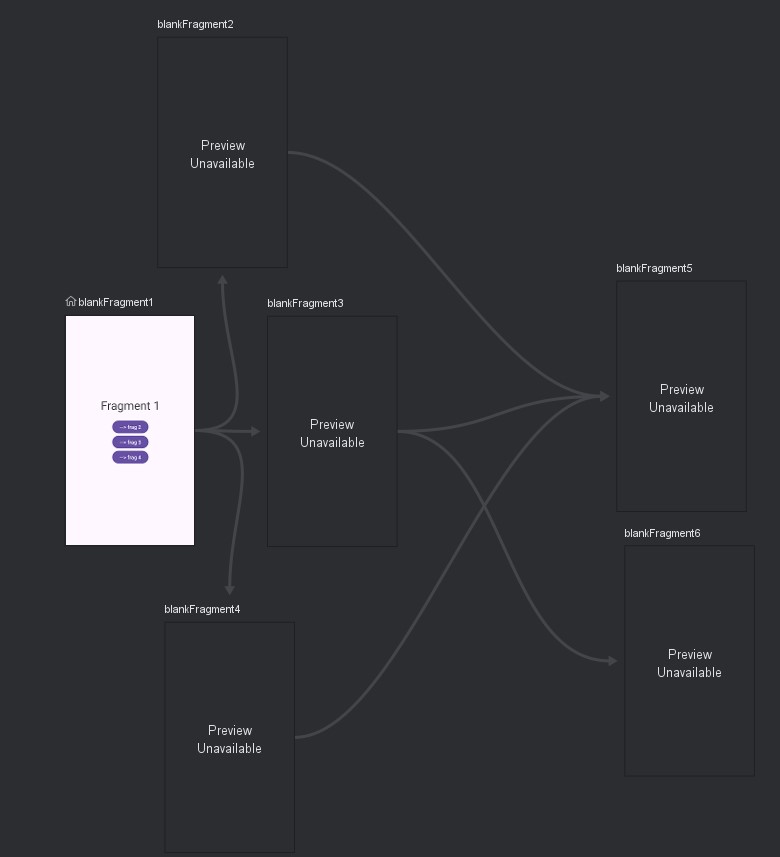 blankFragment2
Preview
Unavailable
blankFragment1
Fragment 1
--> frag 2
--> frag 3
--> frag 4
blankFragment3
Preview
Unavailable
blankFragment5
Preview
Unavailable
blankFragment4
Preview
Unavailable
blankFragment6
Preview
Unavailable